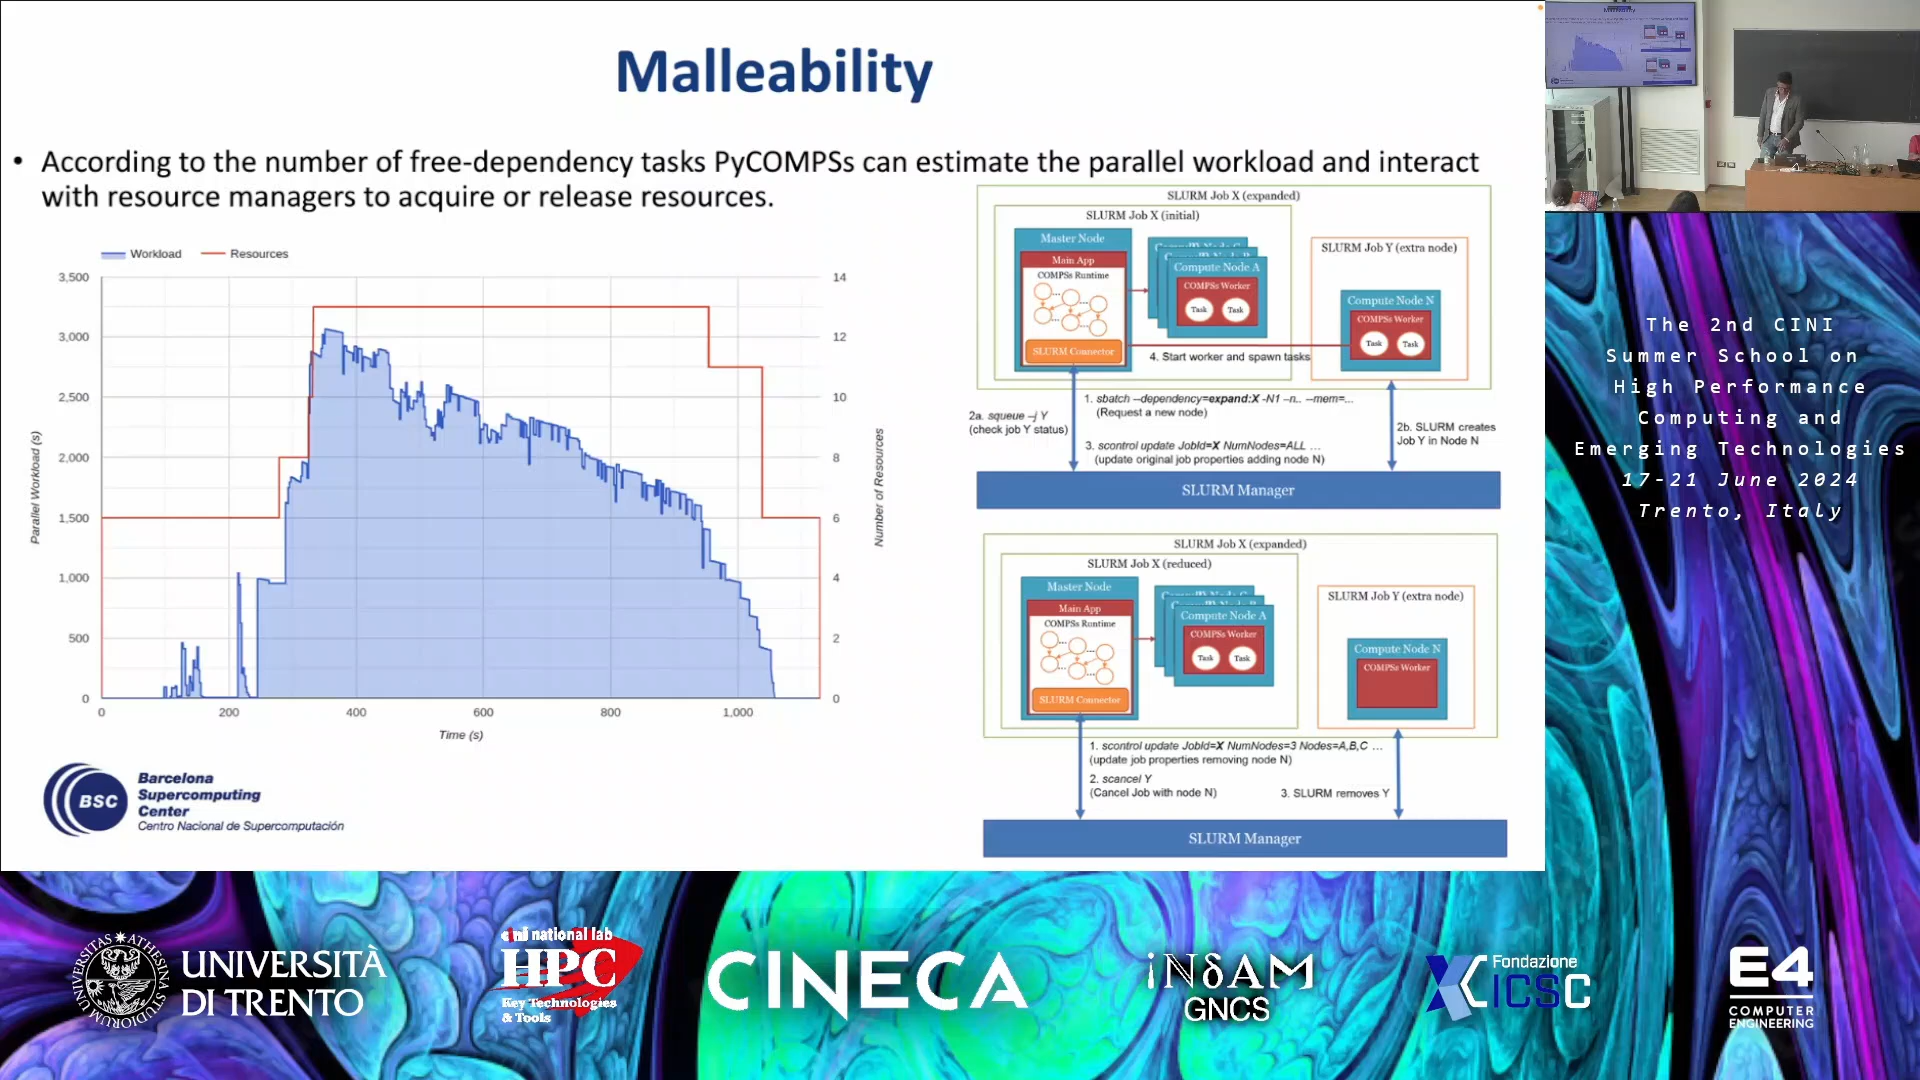 Malleability
• According to the number of free-dependency tasks PyCOMPSs can estimate the parallel workload and interact
with resource managers to acquire or release resources.
Workload
Resources
3,500
3,000
2,500
2,000
1,500
1,000
500
0
14
12
10
8
6
4
2
0
0
200
400
600
800
1,000
Parallel Workload (s)
Number of Resources
Time (s)
SLURM Job X (expanded)
SLURM Job X (initial)
Master Node
Main App
COMPSs Runtime
SLURM Connector
Compute Node A
COMPSs Worker
Task
Task
SLURM Job Y (extra node)
Compute Node N
COMPSs Worker
Task
Task
4. Start worker and spawn tasks
1. sbatch --dependency=expand:X -N1 –n.. --mem=...
(Request a new node)
2a. squeue –j Y
(check job Y status)
3. scontrol update JobId=X NumNodes=ALL ...
(update original job properties adding node N)
2b. SLURM creates
Job Y in Node N
SLURM Manager
SLURM Job X (expanded)
SLURM Job X (reduced)
Master Node
Main App
COMPSs Runtime
SLURM Connector
Compute Node A
COMPSs Worker
Task
Task
SLURM Job Y (extra node)
Compute Node N
COMPSs Worker
1. scontrol update JobId=X NumNodes=3 Nodes=A,B,C ...
(update job properties removing node N)
2. scancel Y
(Cancel Job with node N)
3. SLURM removes Y
SLURM Manager
BSC
Barcelona
Supercomputing
Center
Centro Nacional de Supercomputación
The 2nd CINI
Summer School on
High Performance
Computing and
Emerging Technologies
17-21 June 2024
Trento, Italy
UNIVERSITÀ
DI TRENTO
cini national lab
HPC
Key Technologies
& Tools
CINECA
iNδAM
GNCS
Fondazione
ICSC
E4
COMPUTER
ENGINEERING